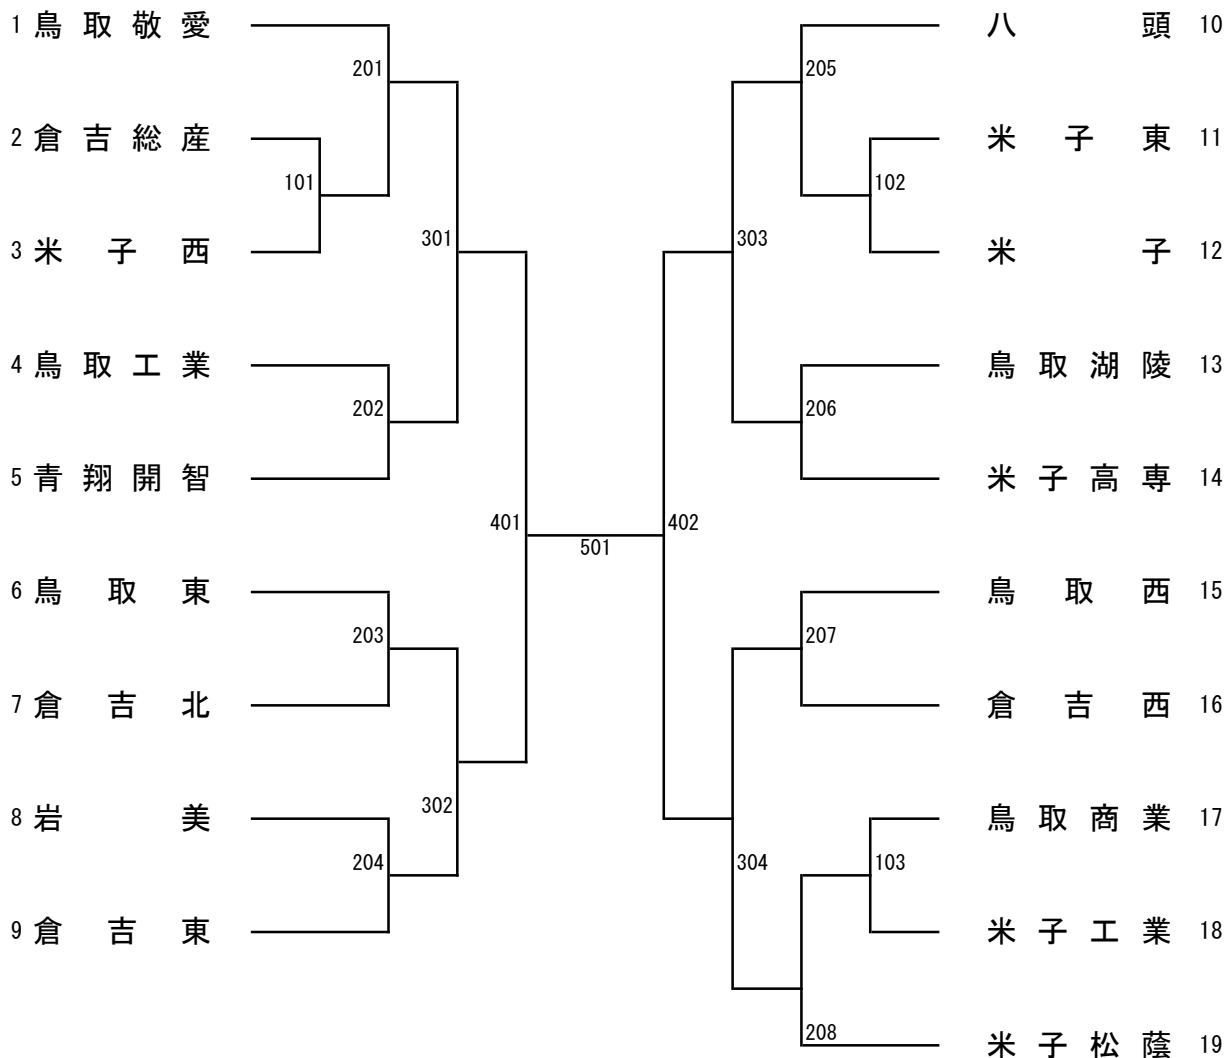 1 鳥取敬愛
201
2 倉吉総産
101
3 米子西
301
4 鳥取工業
202
5 青翔開智
401
6 鳥取東
203
7 倉吉北
302
8 岩美
204
9 倉吉東
501
八頭 10
205
米子東 11
102
米子 12
303
鳥取湖陵 13
206
米子高専 14
402
鳥取西 15
207
倉吉西 16
304
鳥取商業 17
103
米子工業 18
208
米子松蔭 19